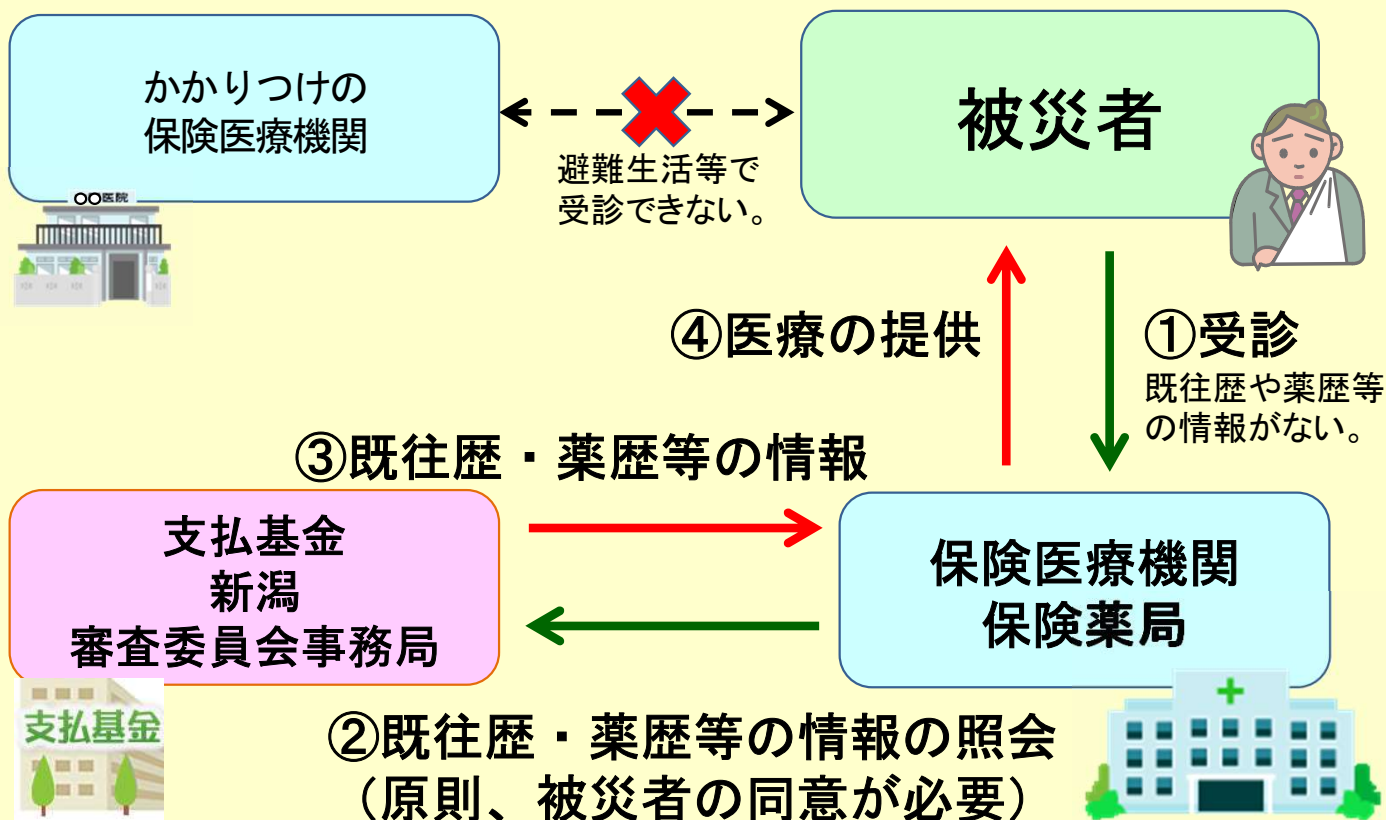 かかりつけの
保険医療機関
〇〇医院
避難生活等で
受診できない。
被災者
④医療の提供
①受診
既往歴や薬歴等
の情報がない。
③既往歴・薬歴等の情報
支払基金
新潟
審査委員会事務局
支払基金
保険医療機関
保険薬局
②既往歴・薬歴等の情報の照会
（原則、被災者の同意が必要）